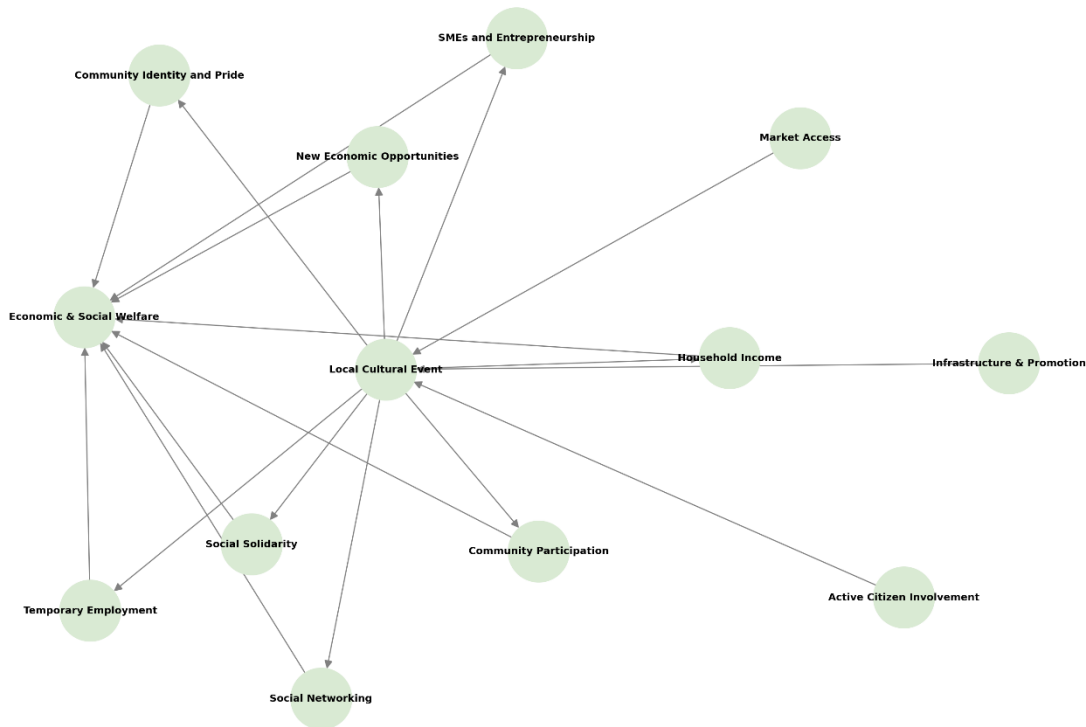 SMEs and Entrepreneurship
Community Identity and Pride
Market Access
New Economic Opportunities
Economic & Social Welfare
Household Income
Infrastructure & Promotion
Local Cultural Event
Social Solidarity
Community Participation
Active Citizen Involvement
Temporary Employment
Social Networking